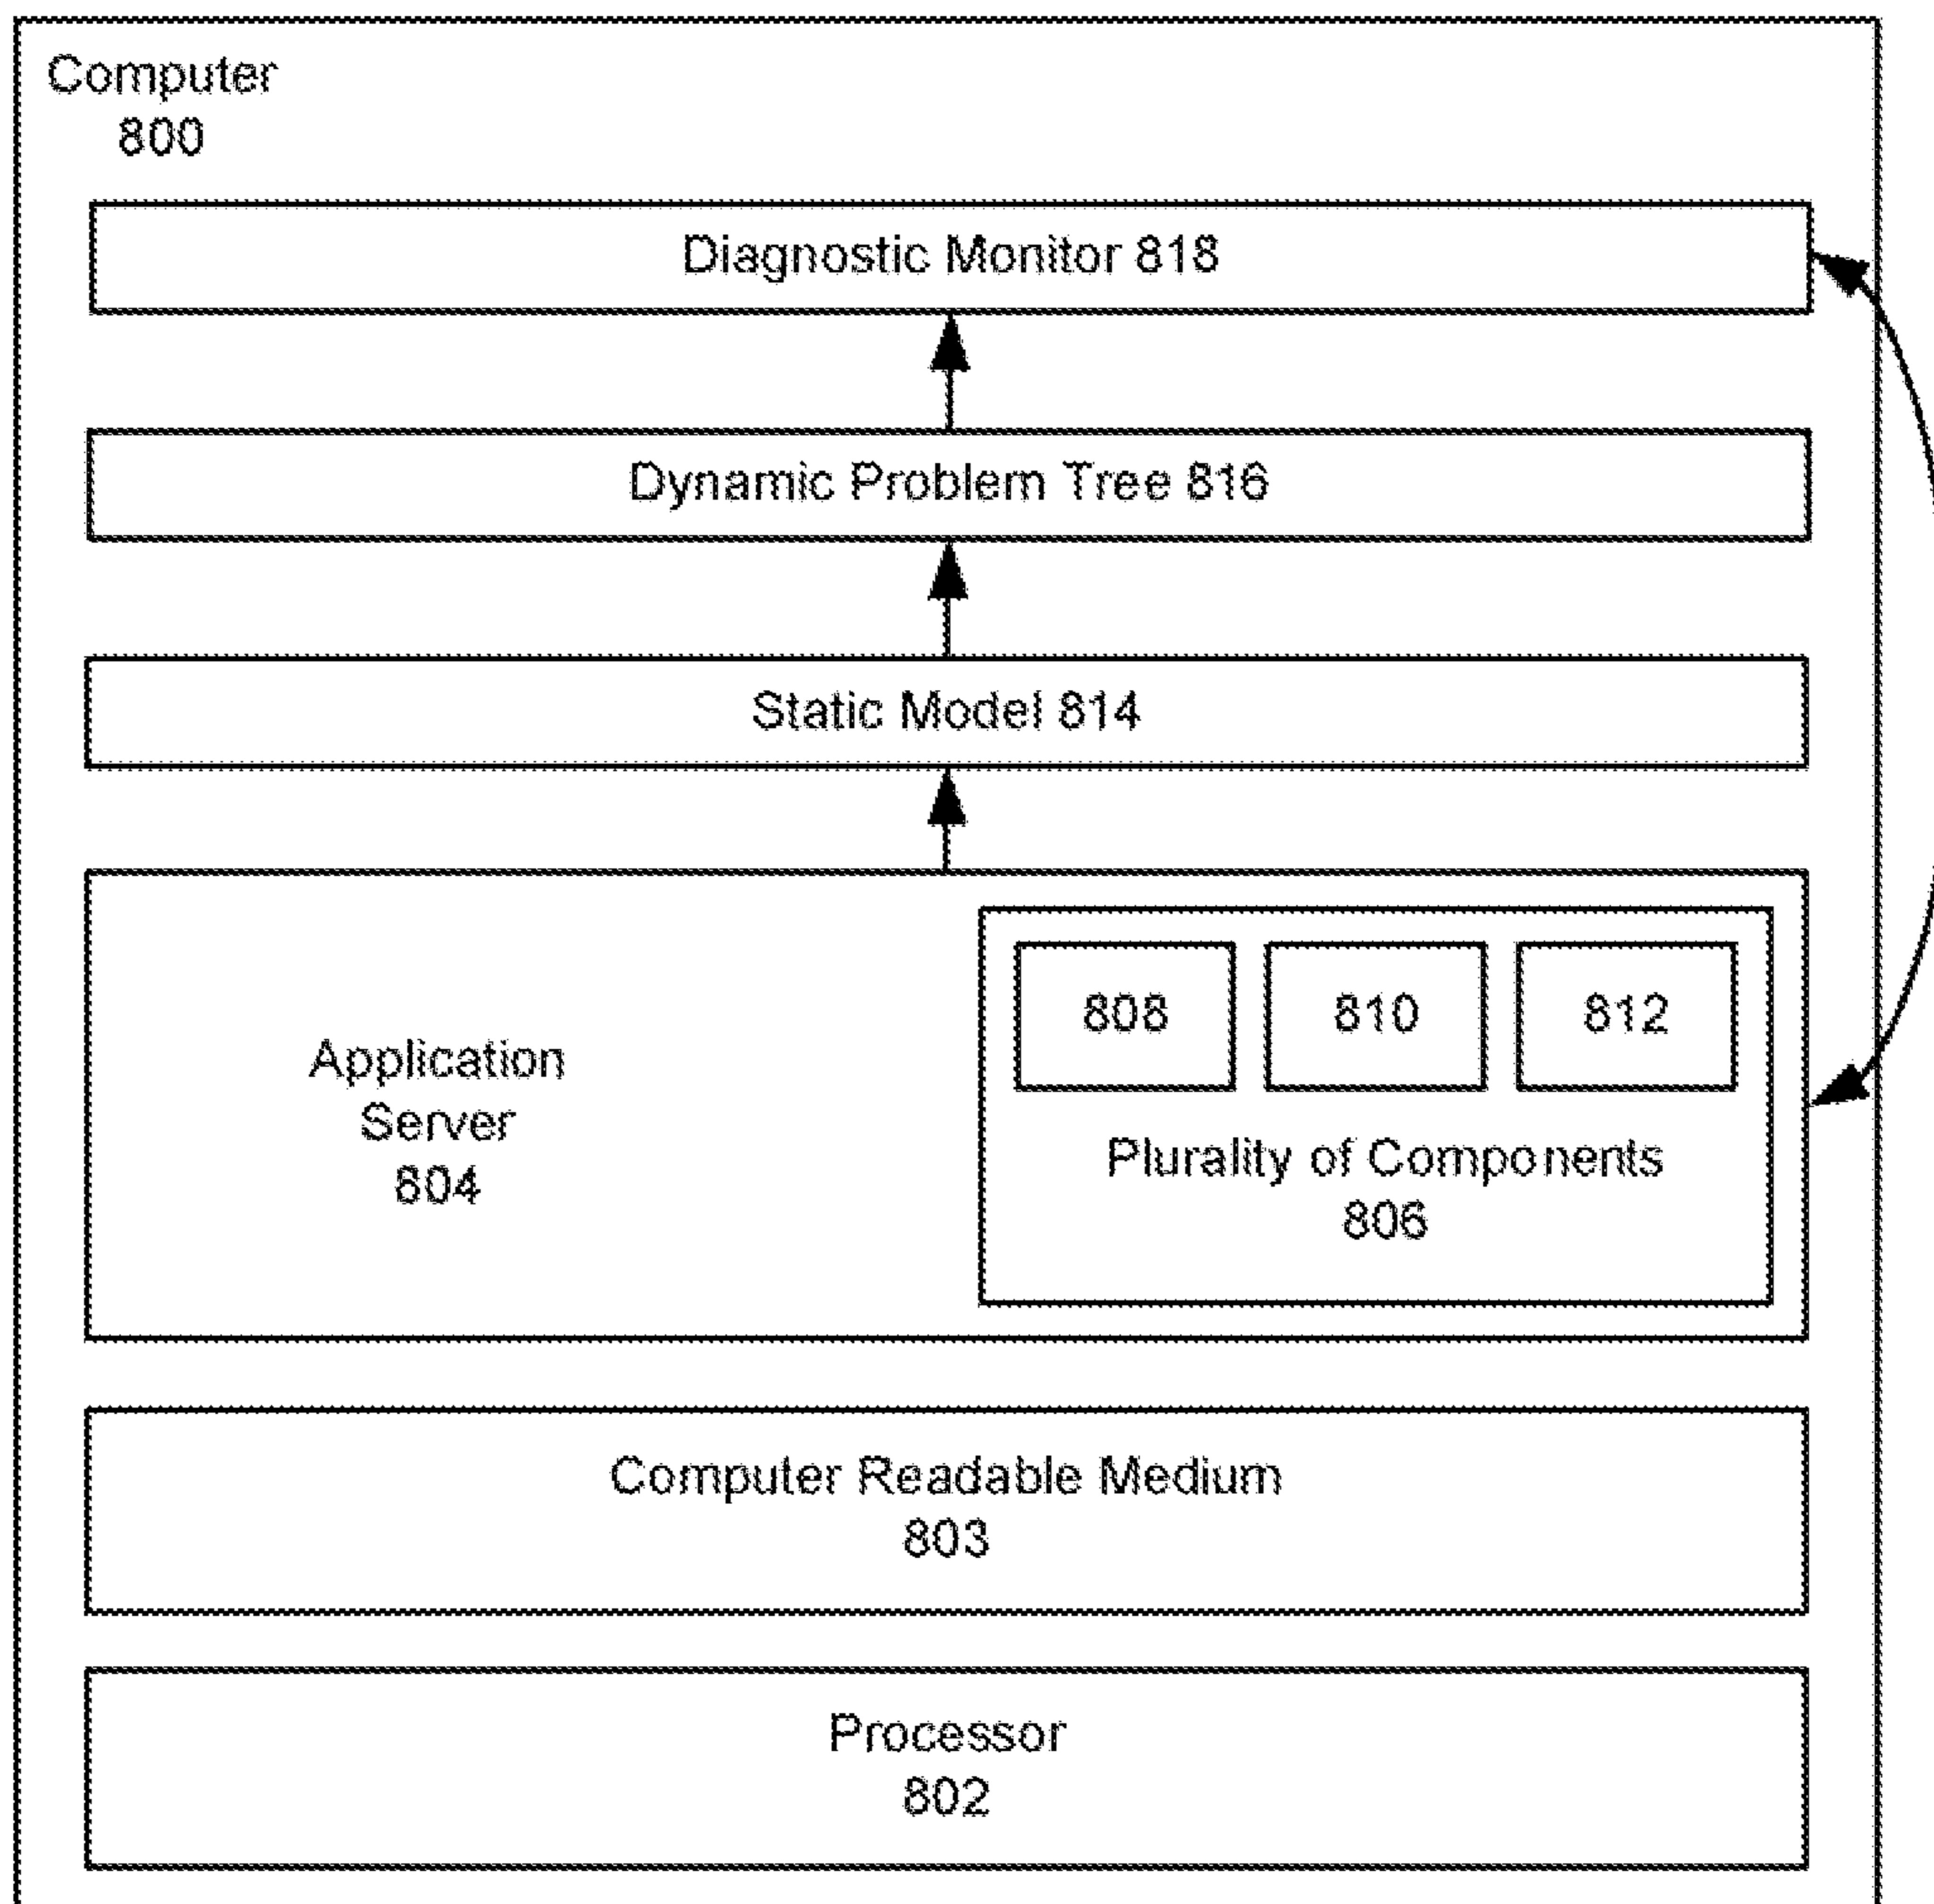 Computer
800
Diagnostic Monitor 818
Dynamic Problem Tree 816
Static Model 814
Application
Server
804
808
810
812
Plurality of Components
806
Computer Readable Medium
803
Processor
802